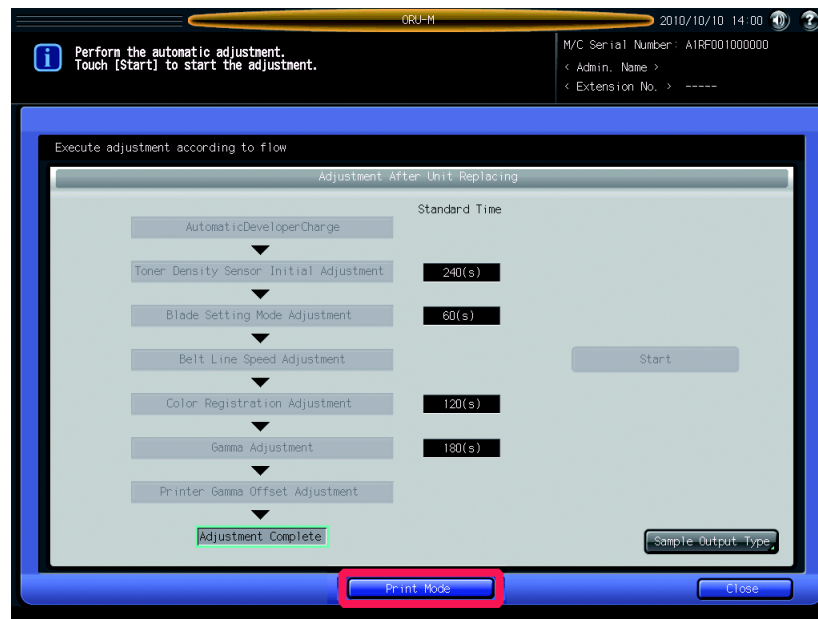 ORU-M
2010/10/10 14:00
Perform the automatic adjustment.
Touch [Start] to start the adjustment.
M/C Serial Number: A1RF001000000
< Admin. Name >
< Extension No. > -----
Execute adjustment according to flow
Adjustment After Unit Replacing
Standard Time
AutomaticDeveloperCharge
Toner Density Sensor Initial Adjustment
240(s)
Blade Setting Mode Adjustment
60(s)
Belt Line Speed Adjustment
Start
Color Registration Adjustment
120(s)
Gamma Adjustment
180(s)
Printer Gamma Offset Adjustment
Adjustment Complete
Sample Output Type
Print Mode
Close